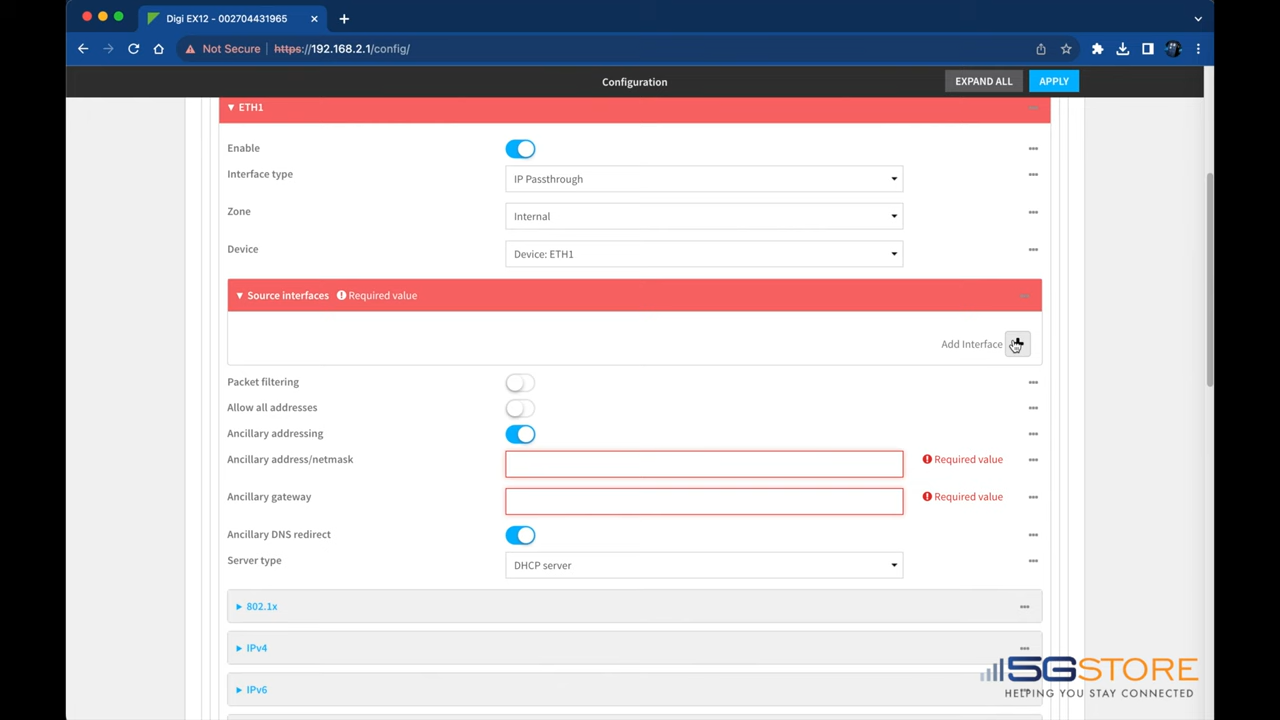 Digi EX12 - 002704431965
Not Secure https://192.168.2.1/config/
Configuration EXPAND ALL APPLY
ETH1
Enable
Interface type IP Passthrough
Zone Internal
Device Device: ETH1
Source interfaces Required value
Add Interface
Packet filtering
Allow all addresses
Ancillary addressing
Ancillary address/netmask Required value
Ancillary gateway Required value
Ancillary DNS redirect
Server type DHCP server
802.1x
IPv4
IPv6
5GSTORE
HELPING YOU STAY CONNECTED